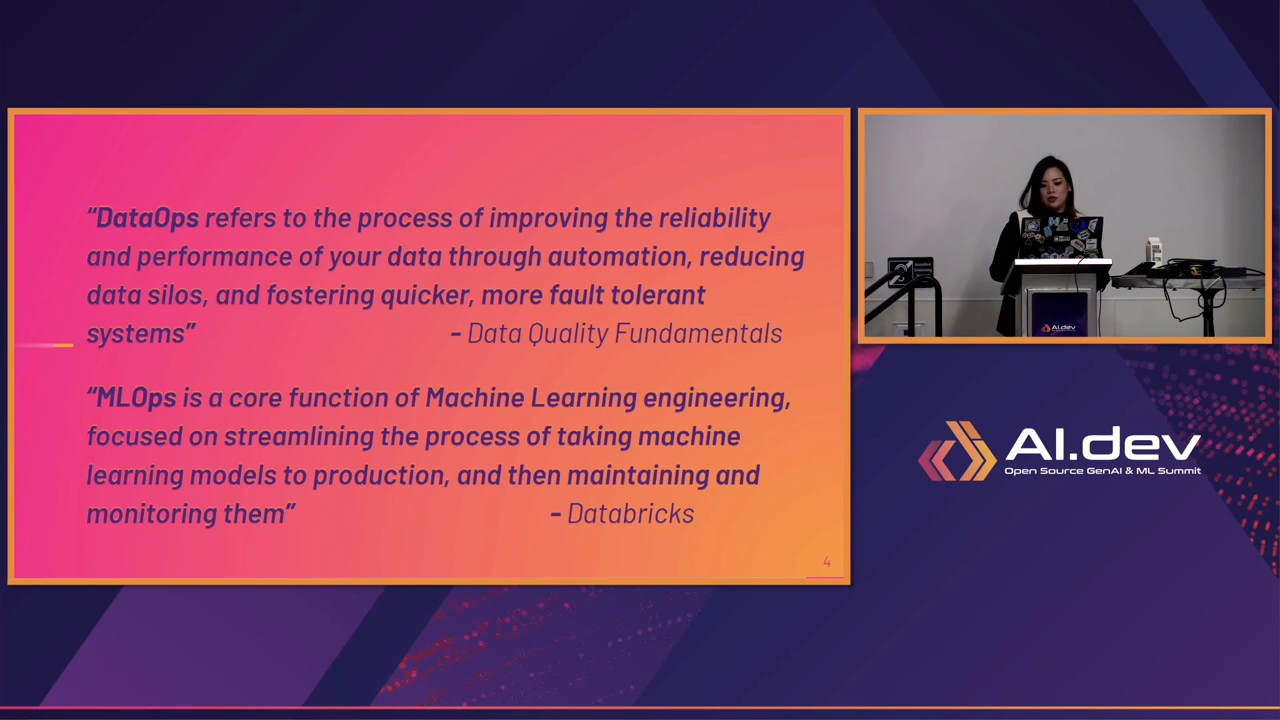 “DataOps refers to the process of improving the reliability
and performance of your data through automation, reducing
data silos, and fostering quicker, more fault tolerant
systems” - Data Quality Fundamentals
“MLOps is a core function of Machine Learning engineering,
focused on streamlining the process of taking machine
learning models to production, and then maintaining and
monitoring them” - Databricks
4
AI.dev
AI.dev
Open Source GenAI & ML Summit